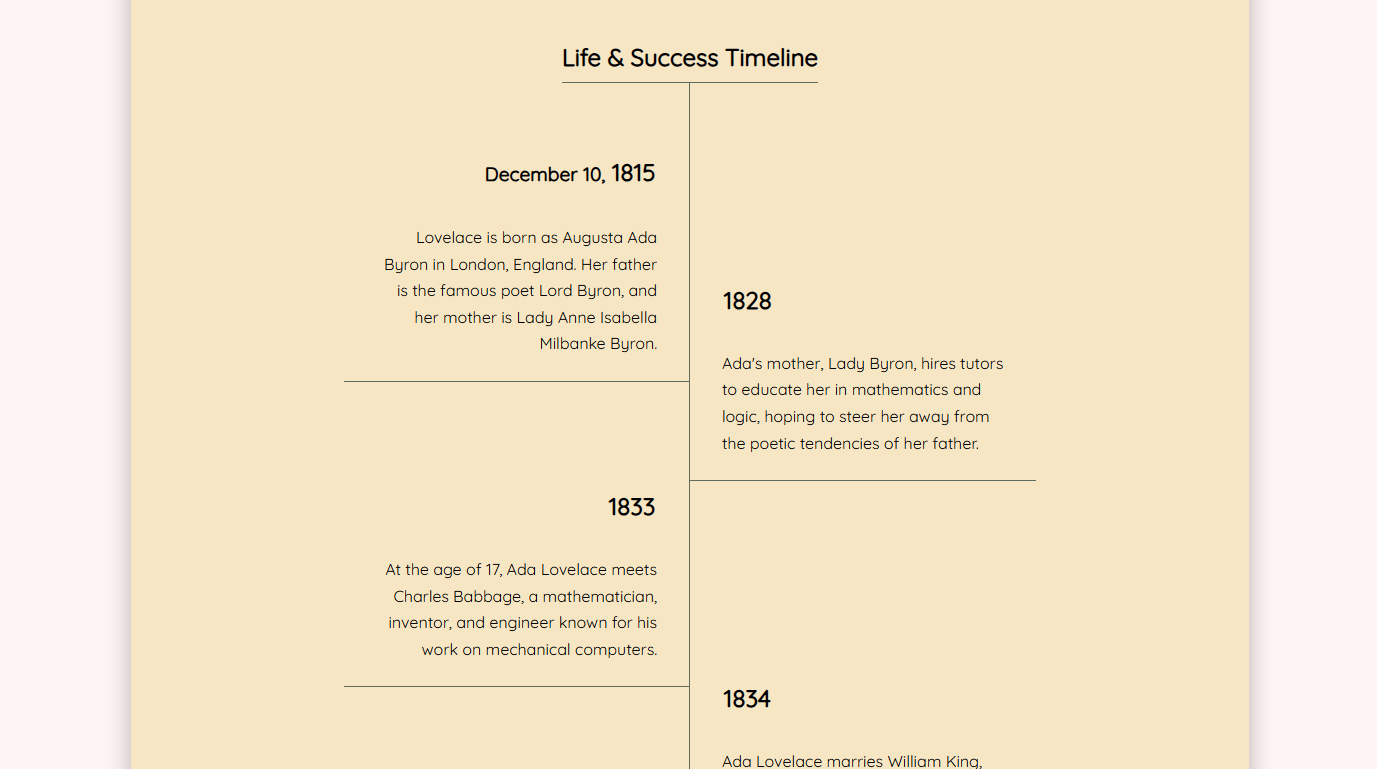 Life & Success Timeline
December 10, 1815
Lovelace is born as Augusta Ada
Byron in London, England. Her father
is the famous poet Lord Byron, and
her mother is Lady Anne Isabella
Milbanke Byron.
1828
Ada's mother, Lady Byron, hires tutors
to educate her in mathematics and
logic, hoping to steer her away from
the poetic tendencies of her father.
1833
At the age of 17, Ada Lovelace meets
Charles Babbage, a mathematician,
inventor, and engineer known for his
work on mechanical computers.
1834
Ada Lovelace marries William King,